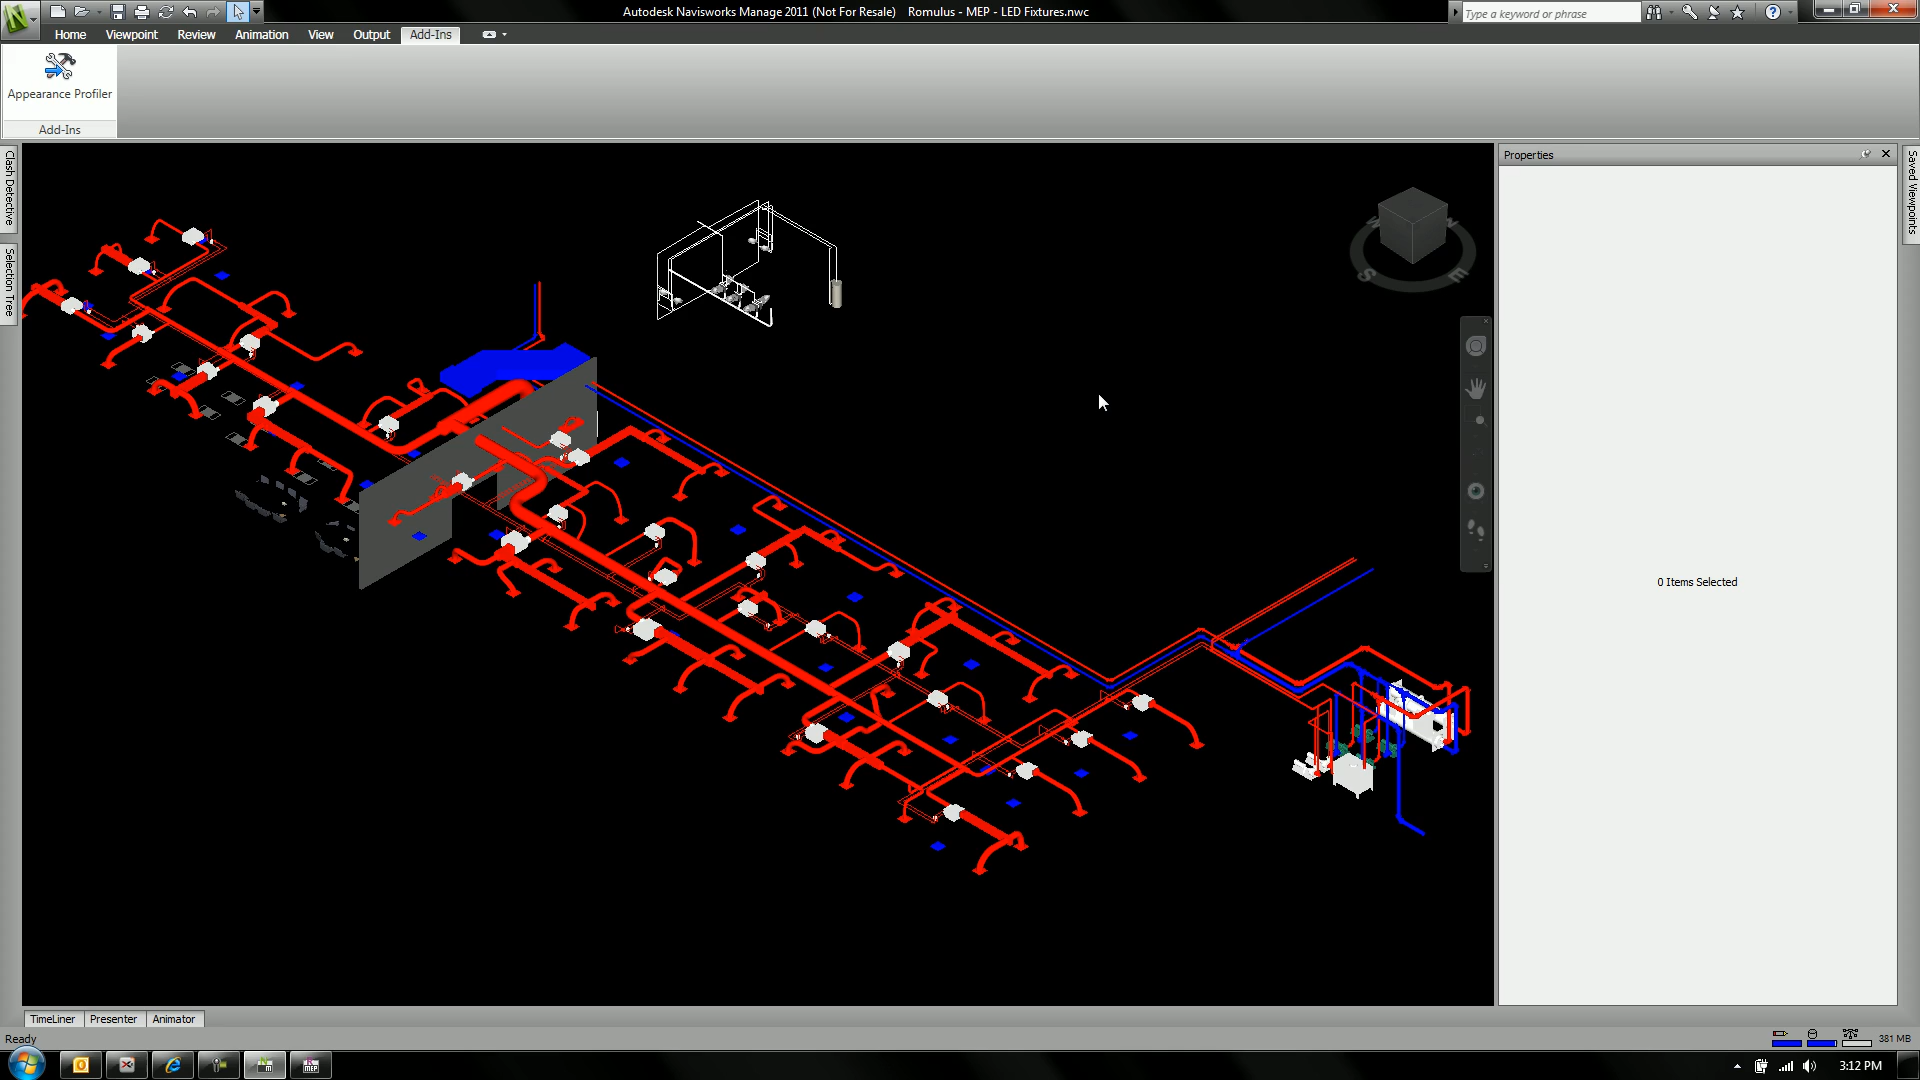 Autodesk Navisworks Manage 2011 (Not For Resale) Romulus - MEP - LED Fixtures.nwc
Type a keyword or phrase
Home Viewpoint Review Animation View Output Add-Ins
Appearance Profiler
Add-Ins
Clash Detective
Selection Tree
Properties
Saved Viewpoints
S E
0 Items Selected
TimeLiner Presenter Animator
Ready
381 MB
MEP
3:12 PM